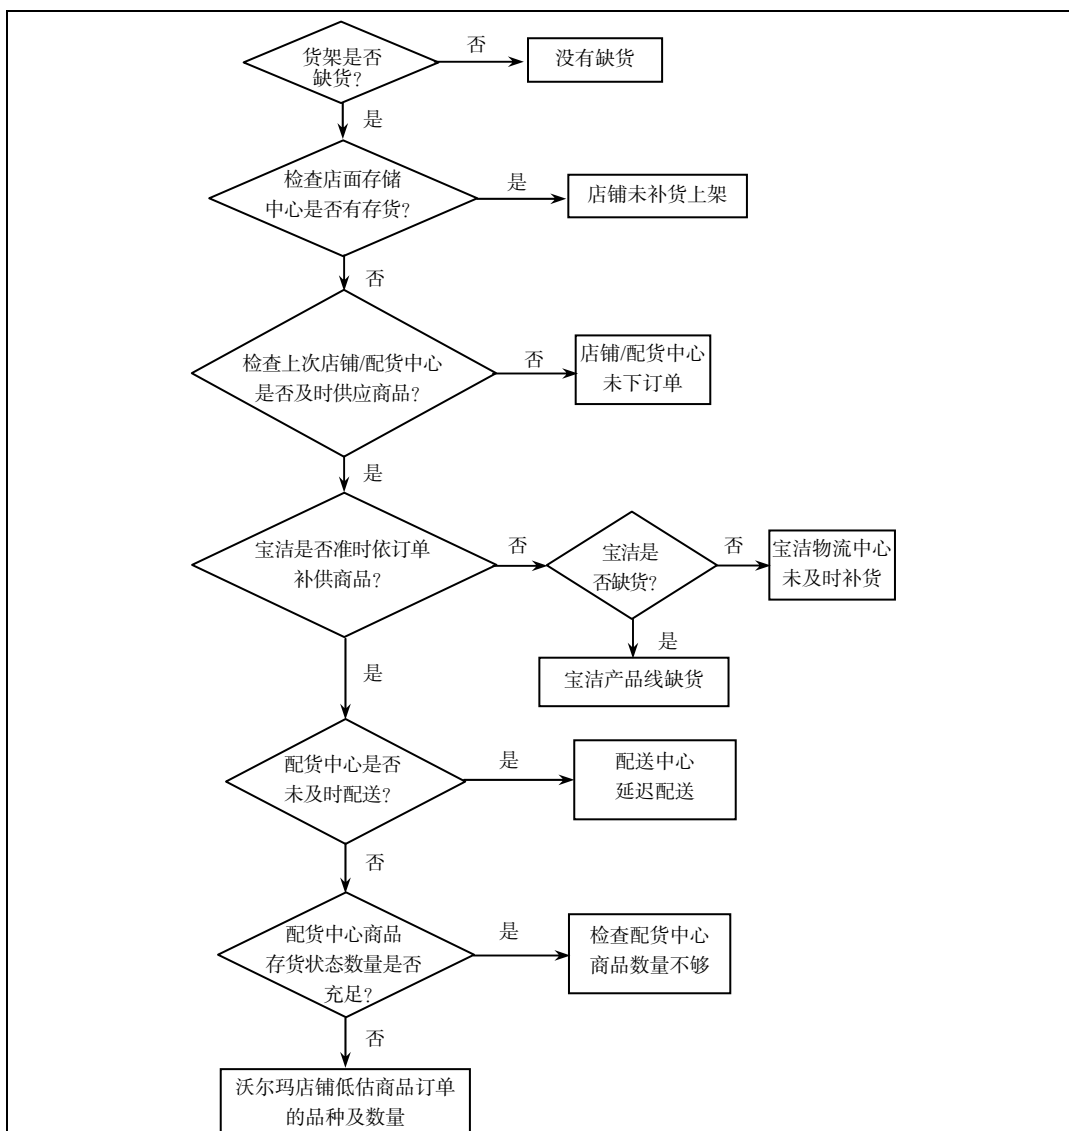 货架是否
缺货?
否
没有缺货
是
检查店面存储
中心是否有存货?
是
店铺未补货上架
否
检查上次店铺/配货中心
是否及时供应商品?
否
店铺/配货中心
未下订单
是
宝洁是否准时依订单
补供商品?
否
宝洁是
否缺货?
否
宝洁物流中心
未及时补货
是
宝洁产品线缺货
是
配货中心是否
未及时配送?
是
配送中心
延迟配送
否
配货中心商品
存货状态数量是否
充足?
是
检查配货中心
商品数量不够
否
沃尔玛店铺低估商品订单
的品种及数量